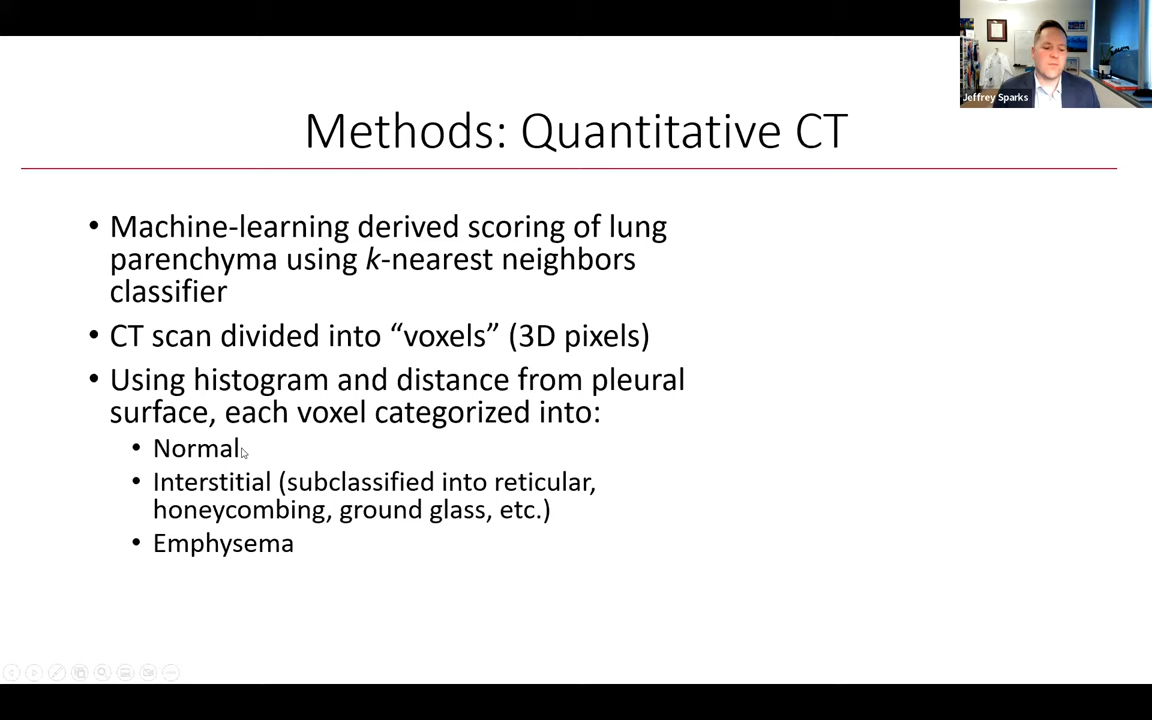 Jeffrey Sparks
Methods: Quantitative CT
• Machine-learning derived scoring of lung
parenchyma using k-nearest neighbors
classifier
• CT scan divided into “voxels” (3D pixels)
• Using histogram and distance from pleural
surface, each voxel categorized into:
• Normal
• Interstitial (subclassified into reticular,
honeycombing, ground glass, etc.)
• Emphysema